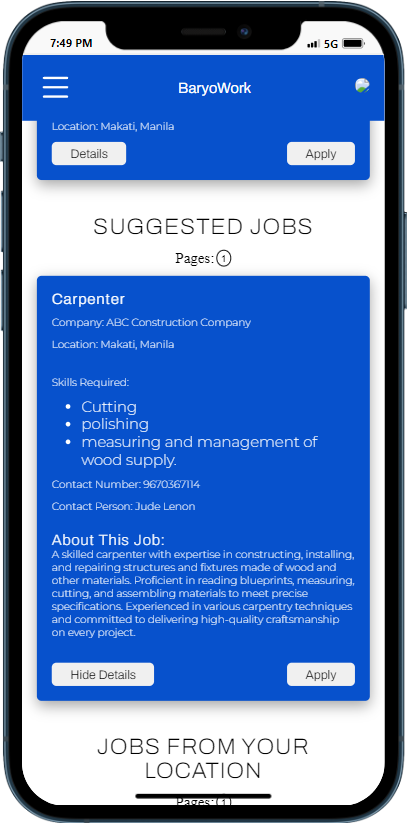 7:49 PM 5G
BaryoWork
Location: Makati, Manila
Details Apply
SUGGESTED JOBS
Pages: 1
Carpenter
Company: ABC Construction Company
Location: Makati, Manila
Skills Required:
• Cutting
• polishing
• measuring and management of
wood supply.
Contact Number: 9670367114
Contact Person: Jude Lenon
About This Job:
A skilled carpenter with expertise in constructing, installing,
and repairing structures and fixtures made of wood and
other materials. Proficient in reading blueprints, measuring,
cutting, and assembling materials to meet precise
specifications. Experienced in various carpentry techniques
and committed to delivering high-quality craftsmanship
on every project.
Hide Details Apply
JOBS FROM YOUR
LOCATION
Pages: 1